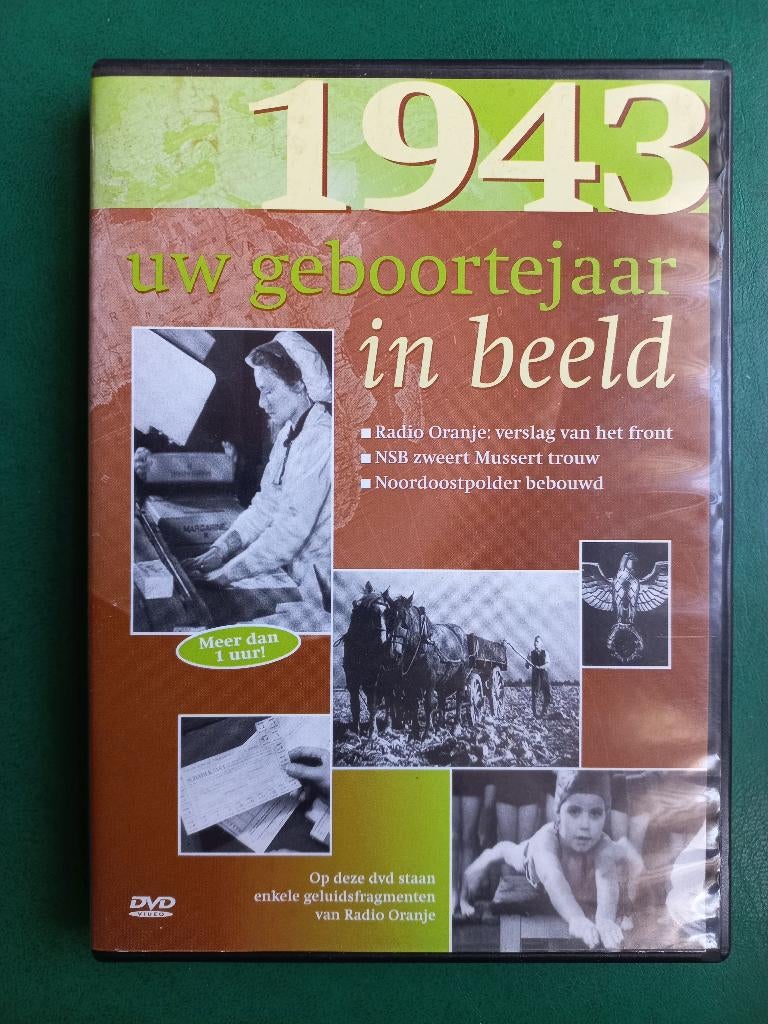 1943
uw geboortejaar
in beeld
Radio Oranje: verslag van het front
NSB zweert Mussert trouw
Noordoostpolder bebouwd
MARGARINE
Meer dan
1 uur!
Op deze dvd staan
enkele geluidsfragmenten
van Radio Oranje
DVD
VIDEO